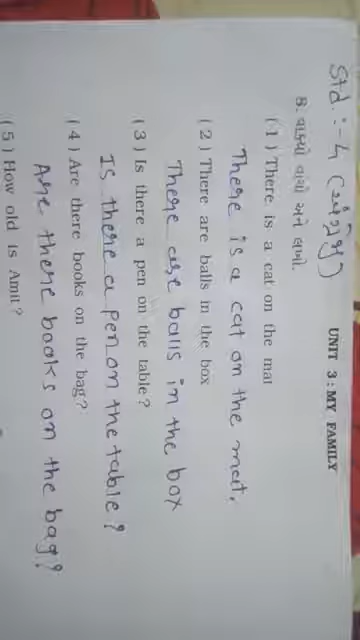 Std :- 5 (અંગ્રેજી)
UNIT 3 : MY FAMILY
B. વાક્યો વાંચો અને લખો.
(1) There is a cat on the mat
There is a cat on the mat.
(2) There are balls in the box
There are balls in the box
(3) Is there a pen on the table?
Is there a pen on the table?
(4) Are there books on the bag?
Are there books on the bag?
(5) How old is Amit?